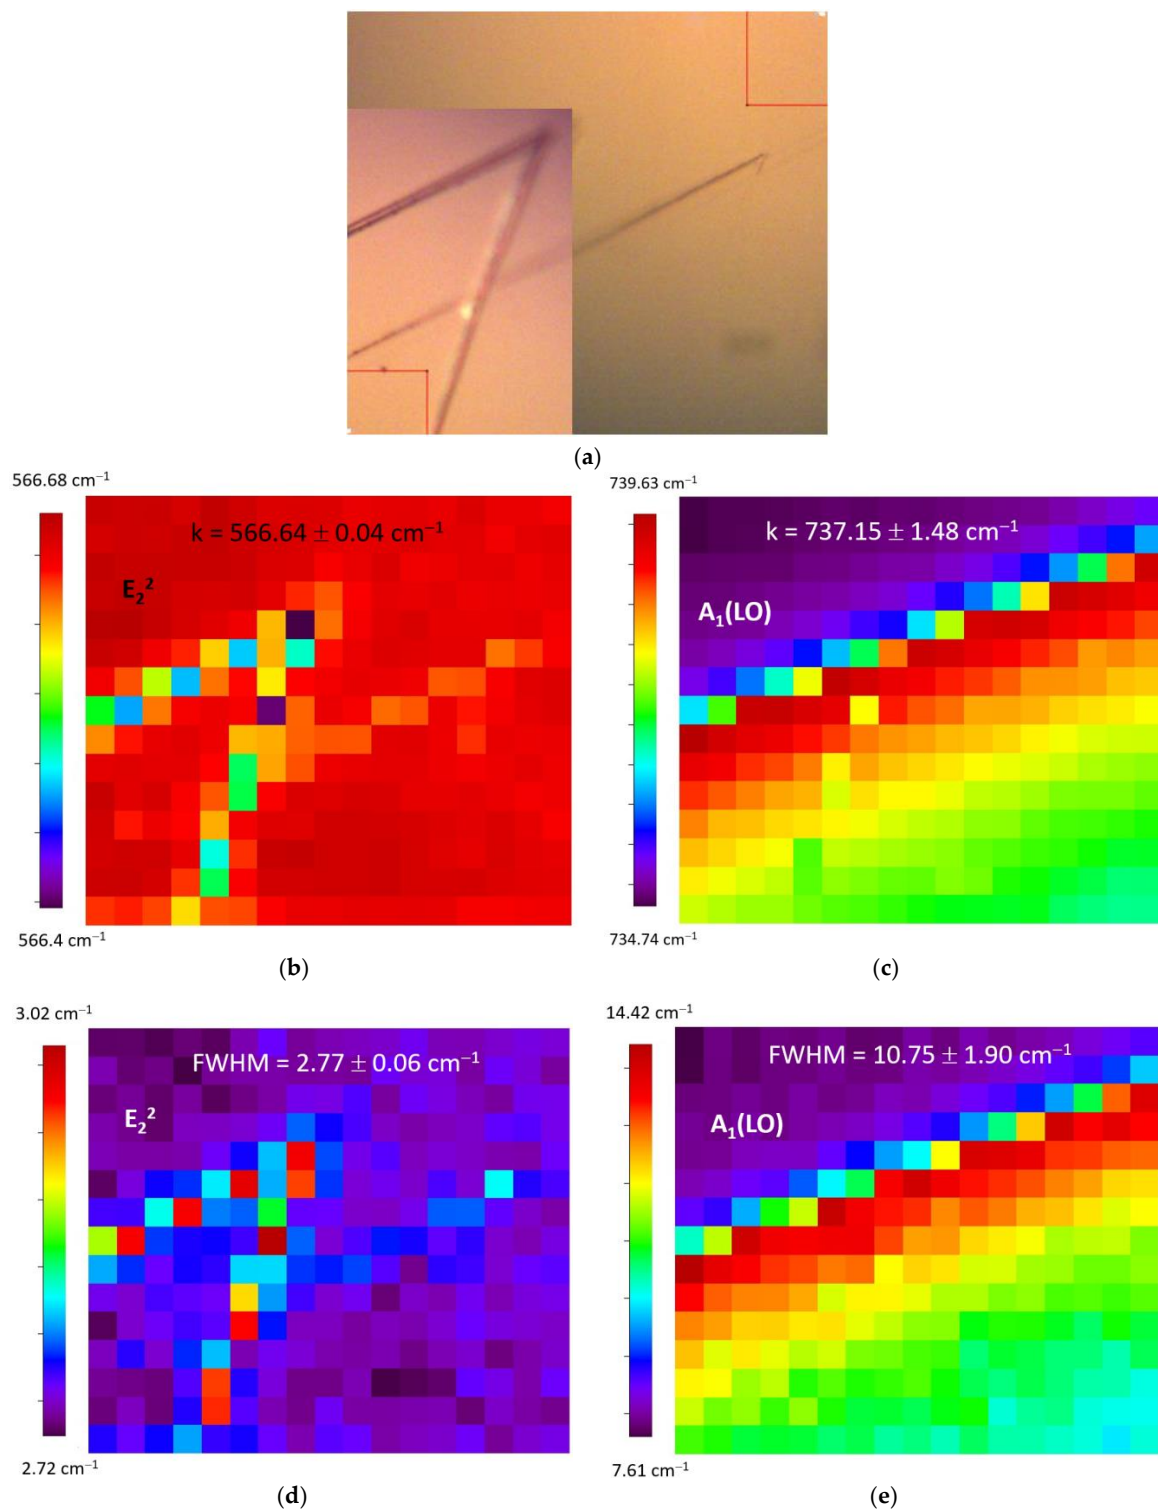 (a)
566.68 cm⁻¹
k = 566.64 ± 0.04 cm⁻¹
E₂²
566.4 cm⁻¹
(b)
739.63 cm⁻¹
k = 737.15 ± 1.48 cm⁻¹
A₁(LO)
734.74 cm⁻¹
(c)
3.02 cm⁻¹
FWHM = 2.77 ± 0.06 cm⁻¹
E₂²
2.72 cm⁻¹
(d)
14.42 cm⁻¹
FWHM = 10.75 ± 1.90 cm⁻¹
A₁(LO)
7.61 cm⁻¹
(e)